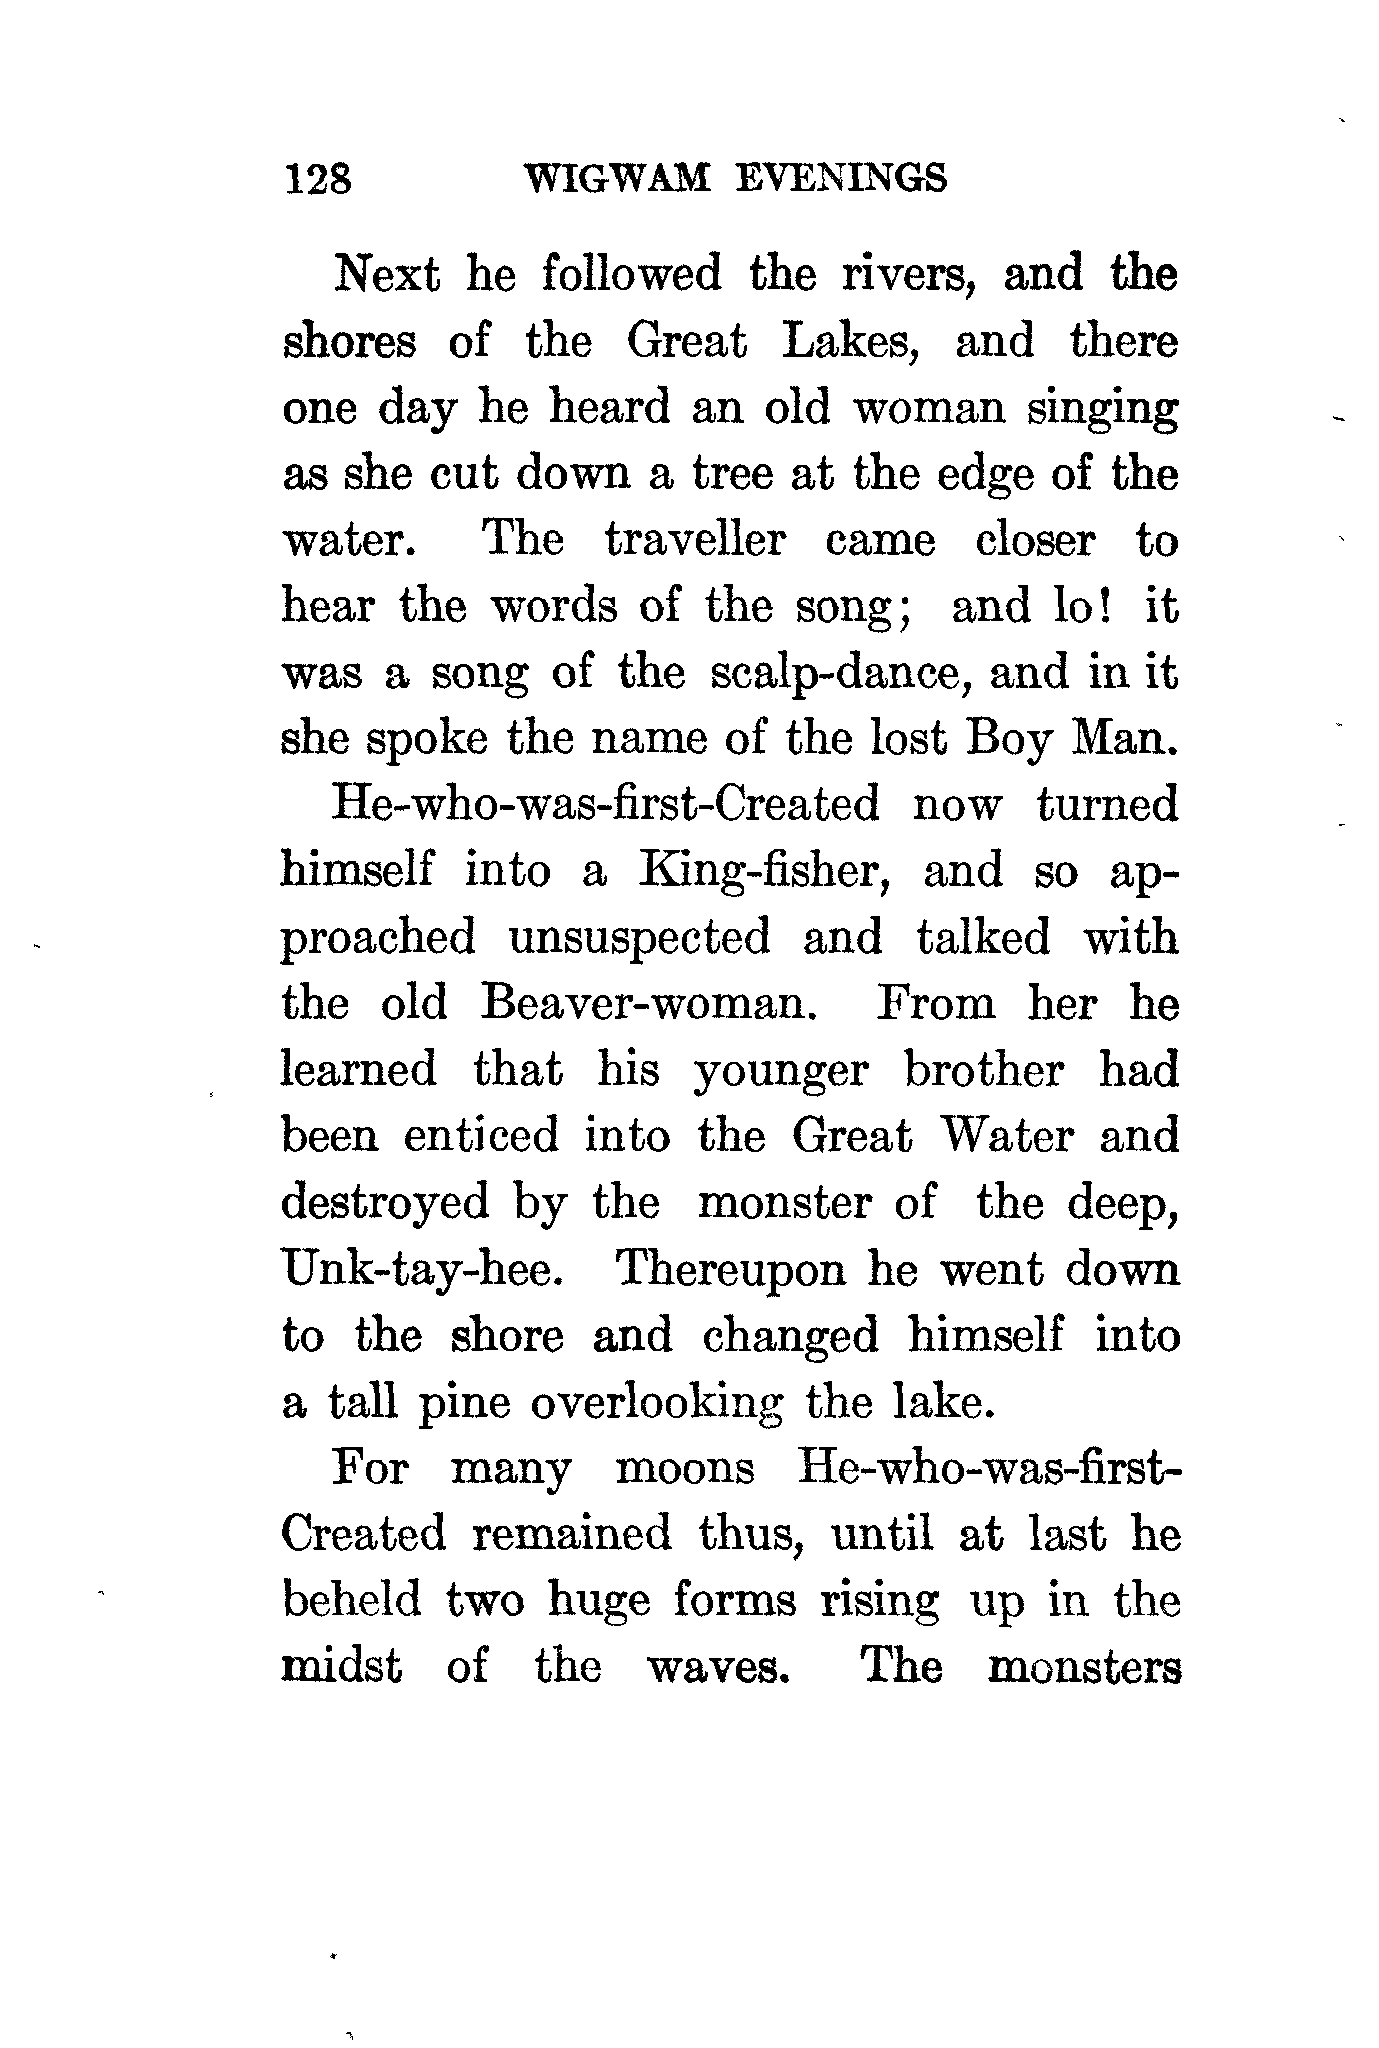 128 WIGWAM EVENINGS
Next he followed the rivers, and the
shores of the Great Lakes, and there
one day he heard an old woman singing
as she cut down a tree at the edge of the
water. The traveller came closer to
hear the words of the song; and lo! it
was a song of the scalp-dance, and in it
she spoke the name of the lost Boy Man.
He-who-was-first-Created now turned
himself into a King-fisher, and so ap-
proached unsuspected and talked with
the old Beaver-woman. From her he
learned that his younger brother had
been enticed into the Great Water and
destroyed by the monster of the deep,
Unk-tay-hee. Thereupon he went down
to the shore and changed himself into
a tall pine overlooking the lake.
For many moons He-who-was-first-
Created remained thus, until at last he
beheld two huge forms rising up in the
midst of the waves. The monsters